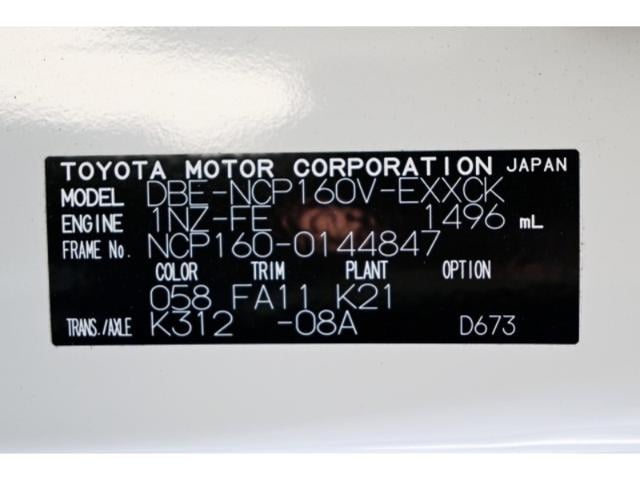 TOYOTA MOTOR CORPORATION JAPAN
MODEL DBE-NCP160V-EXXCK
ENGINE 1NZ-FE 1496 mL
FRAME No. NCP160-0144847
COLOR TRIM PLANT OPTION
058 FA11 K21
TRANS./AXLE K312 -08A D673